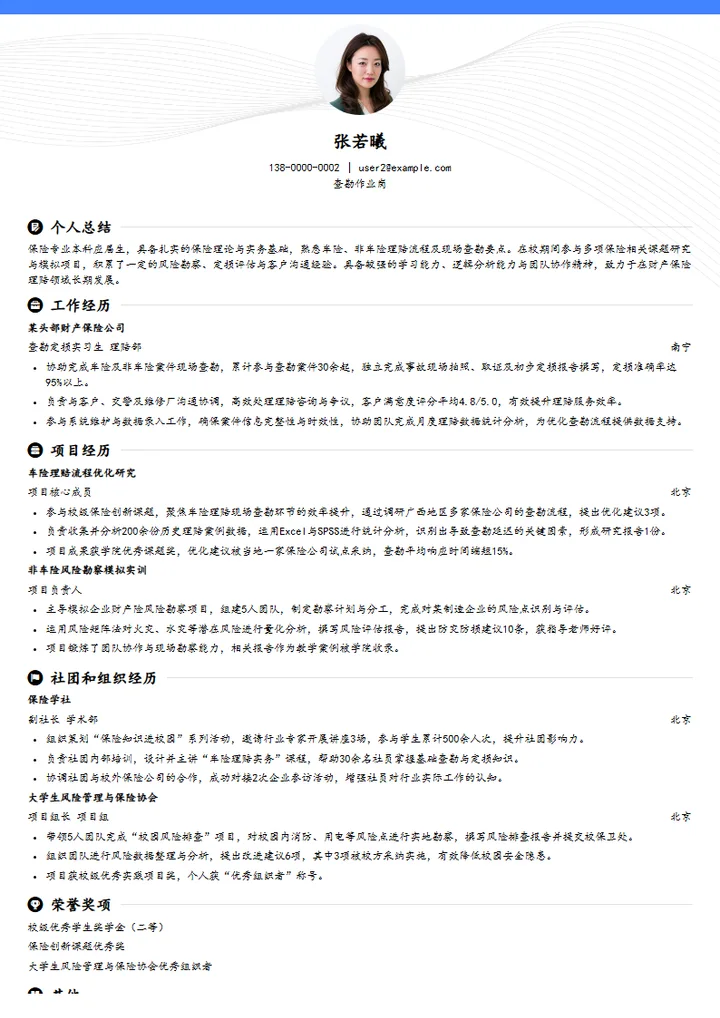 张若曦
138-0000-0002 | user2@example.com
查勘作业岗
个人总结
保险专业本科应届生，具备扎实的保险理论与实务基础，熟悉车险、非车险理赔流程及现场查勘要点。在校期间参与多项保险相关课题研究
与模拟项目，积累了一定的风险勘察、定损评估与客户沟通经验。具备较强的学习能力、逻辑分析能力与团队协作精神，致力于在财产保险
理赔领域长期发展。
工作经历
某头部财产保险公司
查勘定损实习生 理赔部 南宁
• 协助完成车险及非车险案件现场查勘，累计参与查勘案件30余起，独立完成事故现场拍照、取证及初步定损报告撰写，定损准确率达
95%以上。
• 负责与客户、交警及维修厂沟通协调，高效处理理赔咨询与争议，客户满意度评分平均4.8/5.0，有效提升理赔服务效率。
• 参与系统维护与数据录入工作，确保案件信息完整性与时效性，协助团队完成月度理赔数据统计分析，为优化查勘流程提供数据支持。
项目经历
车险理赔流程优化研究
项目核心成员 北京
• 参与校级保险创新课题，聚焦车险理赔现场查勘环节的效率提升，通过调研广西地区多家保险公司的查勘流程，提出优化建议3项。
• 负责收集并分析200余份历史理赔案例数据，运用Excel与SPSS进行统计分析，识别出导致查勘延迟的关键因素，形成研究报告1份。
• 项目成果获学院优秀课题奖，优化建议被当地一家保险公司试点采纳，查勘平均响应时间缩短15%。
非车险风险勘察模拟实训
项目负责人 北京
• 主导模拟企业财产险风险勘察项目，组建5人团队，制定勘察计划与分工，完成对某制造企业的风险点识别与评估。
• 运用风险矩阵法对火灾、水灾等潜在风险进行量化分析，撰写风险评估报告，提出防灾防损建议10条，获指导老师好评。
• 项目锻炼了团队协作与现场勘察能力，相关报告作为教学案例被学院收录。
社团和组织经历
保险学社
副社长 学术部 北京
• 组织策划“保险知识进校园”系列活动，邀请行业专家开展讲座3场，参与学生累计500余人次，提升社团影响力。
• 负责社团内部培训，设计并主讲“车险理赔实务”课程，帮助30余名社员掌握基础查勘与定损知识。
• 协调社团与校外保险公司的合作，成功对接2次企业参访活动，增强社员对行业实际工作的认知。
大学生风险管理与保险协会
项目组长 项目组 北京
• 带领5人团队完成“校园风险排查”项目，对校园内消防、用电等风险点进行实地勘察，撰写风险排查报告并提交校保卫处。
• 组织团队进行风险数据整理与分析，提出改进建议6项，其中3项被校方采纳实施，有效降低校园安全隐患。
• 项目获校级优秀实践项目奖，个人获“优秀组织者”称号。
荣誉奖项
校级优秀学生奖学金（二等）
保险创新课题优秀奖
大学生风险管理与保险协会优秀组织者